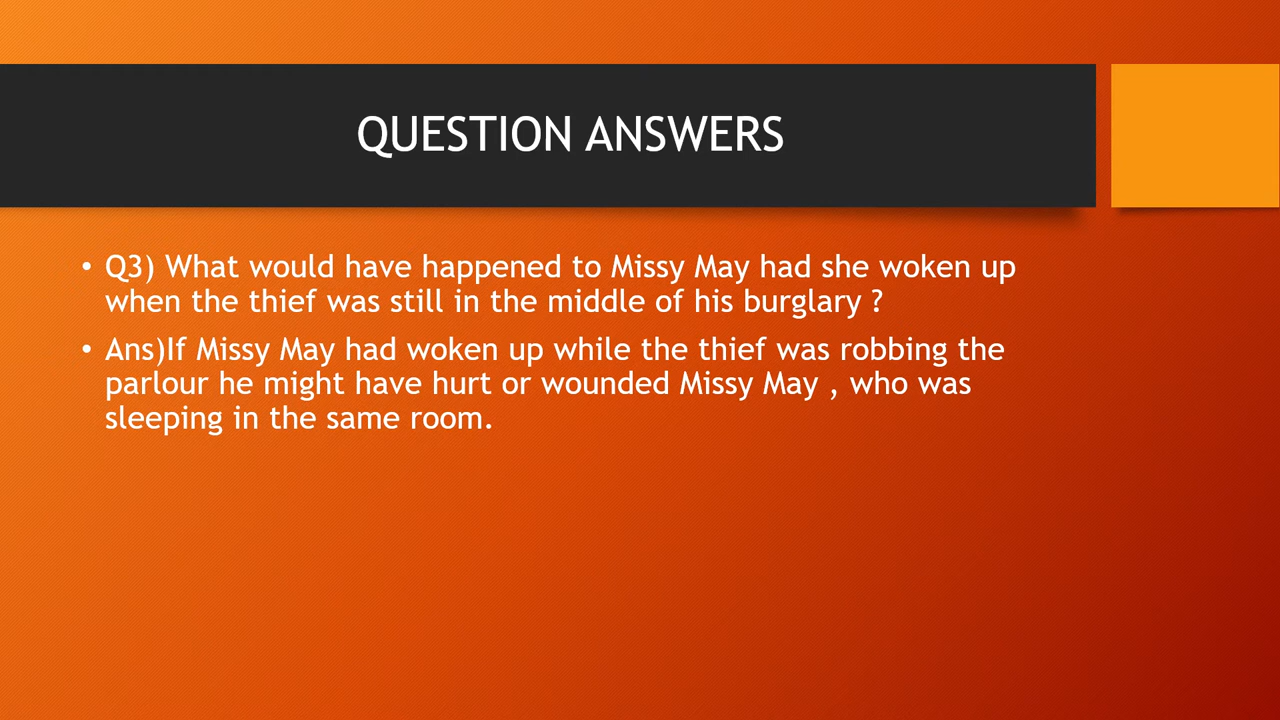 QUESTION ANSWERS
• Q3) What would have happened to Missy May had she woken up
when the thief was still in the middle of his burglary ?
• Ans)If Missy May had woken up while the thief was robbing the
parlour he might have hurt or wounded Missy May , who was
sleeping in the same room.